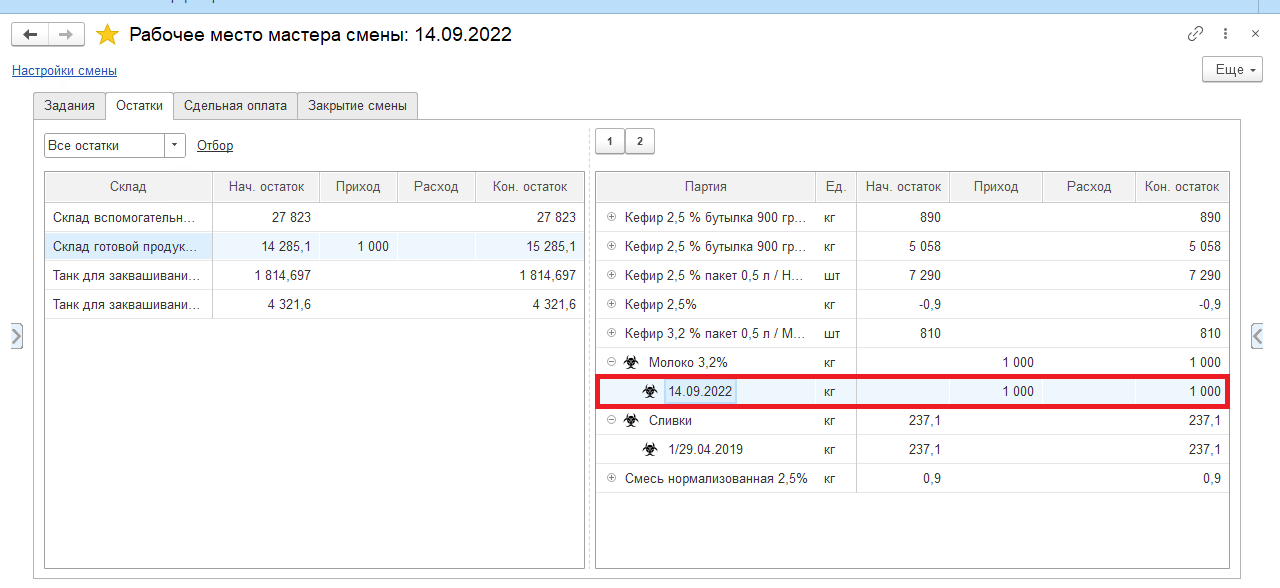 Рабочее место мастера смены: 14.09.2022
Настройки смены
Еще
Задания Остатки Сдельная оплата Закрытие смены
Все остатки Отбор
1 2
Склад Нач. остаток Приход Расход Кон. остаток
Склад вспомогательн... 27 823 27 823
Склад готовой продук... 14 285,1 1 000 15 285,1
Танк для заквашивани... 1 814,697 1 814,697
Танк для заквашивани... 4 321,6 4 321,6
Партия Ед. Нач. остаток Приход Расход Кон. остаток
Кефир 2,5 % бутылка 900 гр... кг 890 890
Кефир 2,5 % бутылка 900 гр... кг 5 058 5 058
Кефир 2,5 % пакет 0,5 л / Н... шт 7 290 7 290
Кефир 2,5% кг -0,9 -0,9
Кефир 3,2 % пакет 0,5 л / М... шт 810 810
Молоко 3,2% кг 1 000 1 000
14.09.2022 кг 1 000 1 000
Сливки кг 237,1 237,1
1/29.04.2019 кг 237,1 237,1
Смесь нормализованная 2,5% кг 0,9 0,9